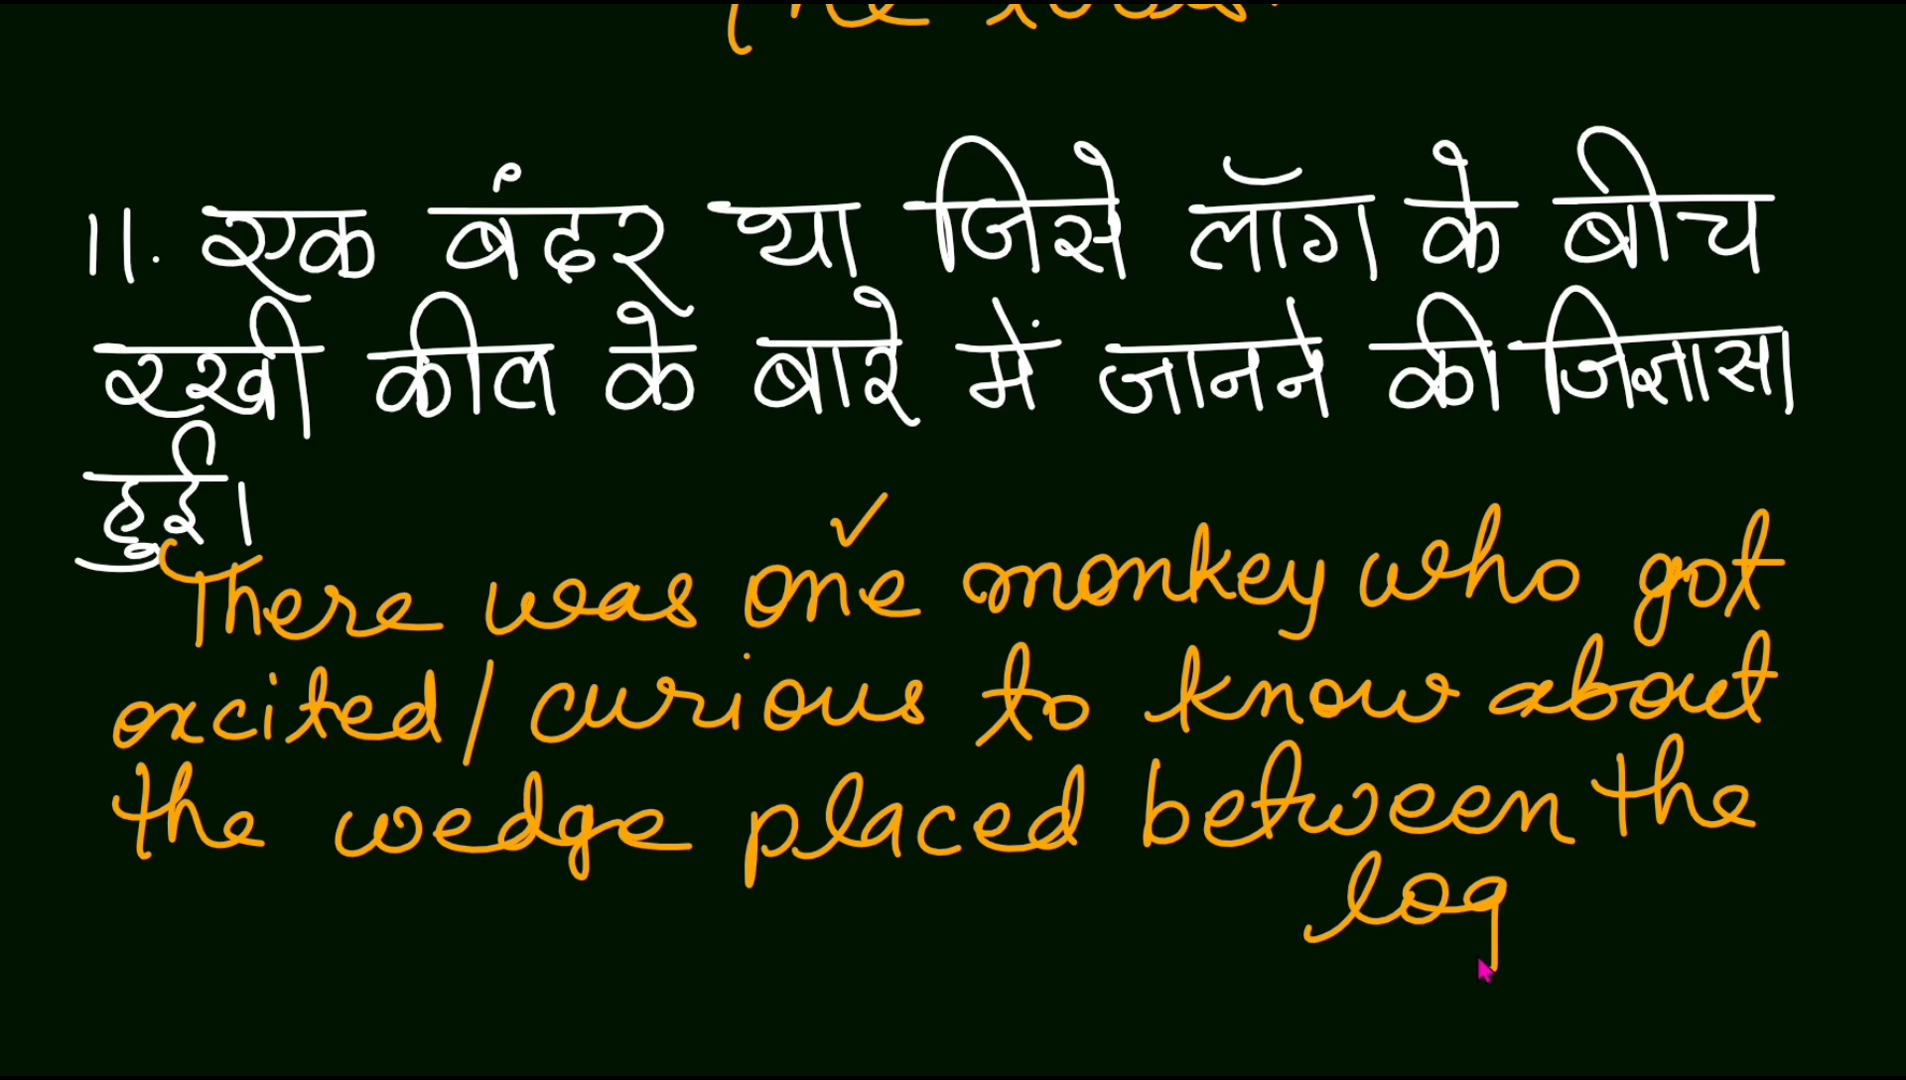 11. एक बंदर था जिसे लॉग के बीच
रखी कील के बारे में जानने की जिज्ञासा
हुई।
There was one monkey who got
excited/curious to know about
the wedge placed between the
log